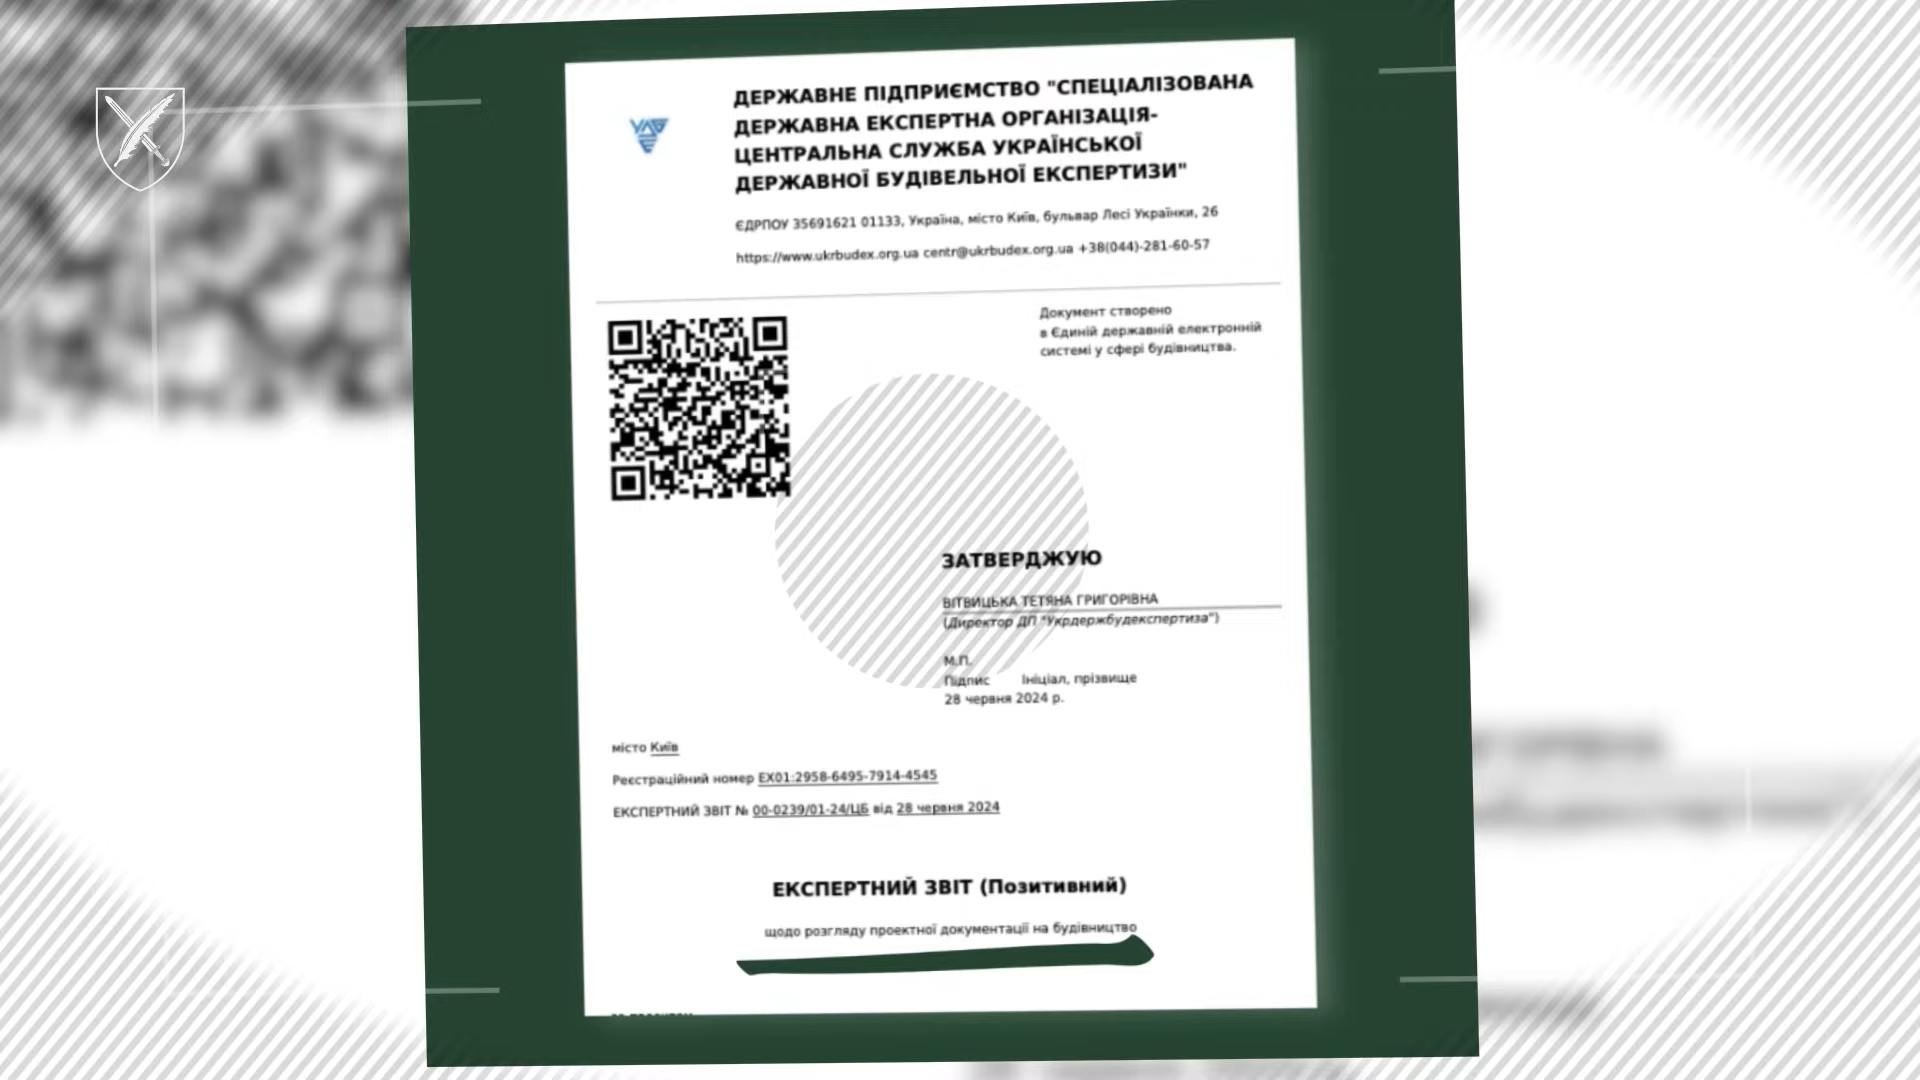 ДЕРЖАВНЕ ПІДПРИЄМСТВО "СПЕЦІАЛІЗОВАНА
ДЕРЖАВНА ЕКСПЕРТНА ОРГАНІЗАЦІЯ-
ЦЕНТРАЛЬНА СЛУЖБА УКРАЇНСЬКОЇ
ДЕРЖАВНОЇ БУДІВЕЛЬНОЇ ЕКСПЕРТИЗИ"
ЄДРПОУ 35691621 01133, Україна, місто Київ, бульвар Лесі Українки, 26
https://www.ukrbudex.org.ua centr@ukrbudex.org.ua +38(044)-281-60-57
Документ створено
в Єдиній державній електронній
системі у сфері будівництва.
ЗАТВЕРДЖУЮ
ВІТВИЦЬКА ТЕТЯНА ГРИГОРІВНА
(Директор ДП "Укрдержбудекспертиза")
М.П.
Підпис Ініціал, прізвище
28 червня 2024 р.
місто Київ
Реєстраційний номер EX01:2958-6495-7914-4545
ЕКСПЕРТНИЙ ЗВІТ № 00-0239/01-24/ЦБ від 28 червня 2024
ЕКСПЕРТНИЙ ЗВІТ (Позитивний)
щодо розгляду проектної документації на будівництво